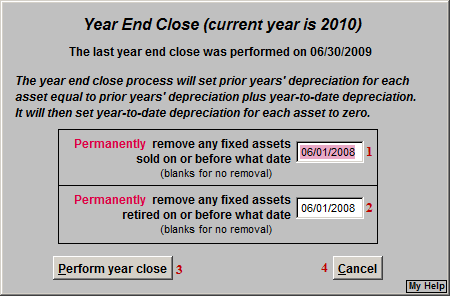 Year End Close (current year is 2010)
The last year end close was performed on 06/30/2009
The year end close process will set prior years' depreciation for each
asset equal to prior years' depreciation plus year-to-date depreciation.
It will then set year-to-date depreciation for each asset to zero.
Permanently remove any fixed assets
sold on or before what date
(blanks for no removal)
06/01/2008 1
Permanently remove any fixed assets
retired on or before what date
(blanks for no removal)
06/01/2008 2
Perform year close 3 4 Cancel
My Help